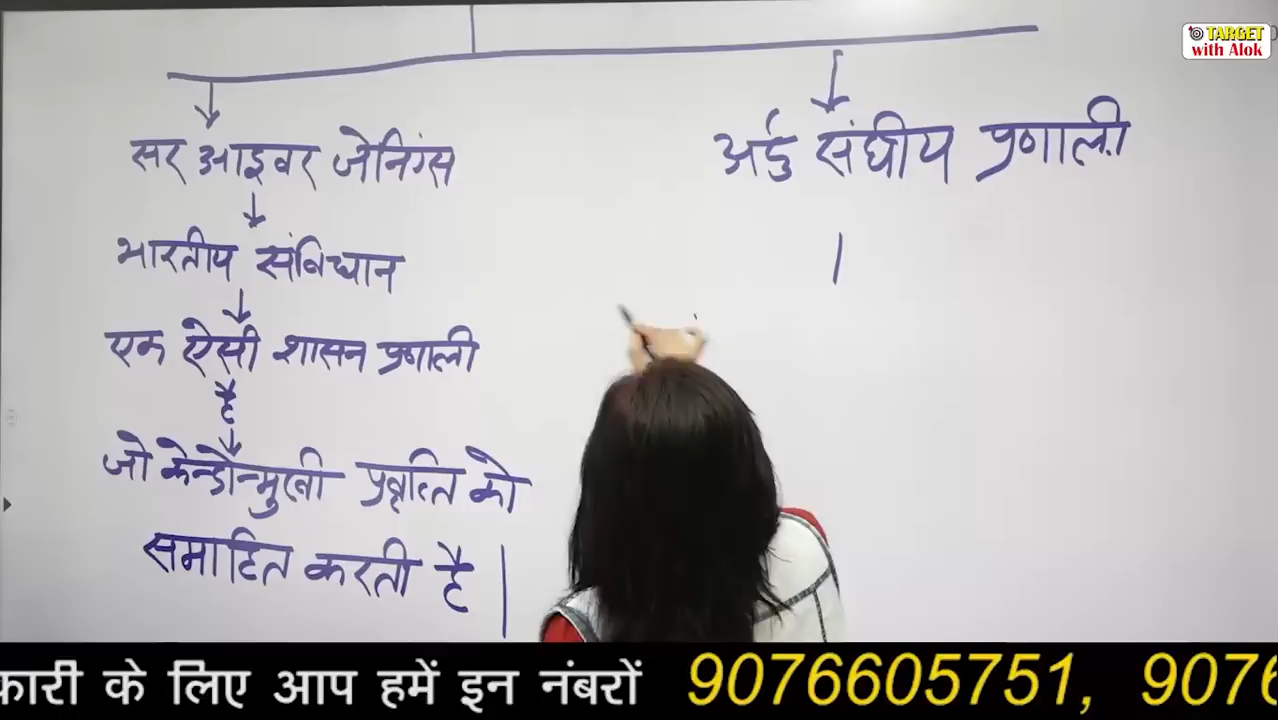 TARGET
with Alok
सर आइवर जेनिंग्स
भारतीय संविधान
एक ऐसी शासन प्रणाली
है
जो केन्द्रोन्मुखी प्रवृत्ति को
समाहित करती है |
अर्द्ध संघीय प्रणाली
कारी के लिए आप हमें इन नंबरों 9076605751, 9076